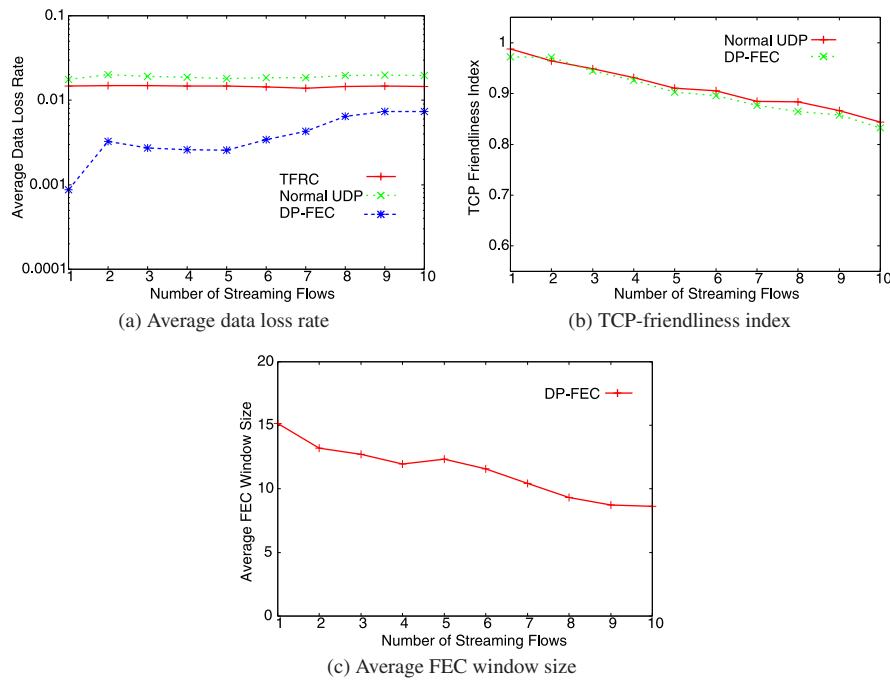 0.1
0.01
0.001
0.0001
Average Data Loss Rate
TFRC
Normal UDP
DP-FEC
1 2 3 4 5 6 7 8 9 10
Number of Streaming Flows
(a) Average data loss rate
1
0.9
0.8
0.7
0.6
TCP Friendliness Index
Normal UDP
DP-FEC
1 2 3 4 5 6 7 8 9 10
Number of Streaming Flows
(b) TCP-friendliness index
20
15
10
5
0
Average FEC Window Size
DP-FEC
1 2 3 4 5 6 7 8 9 10
Number of Streaming Flows
(c) Average FEC window size